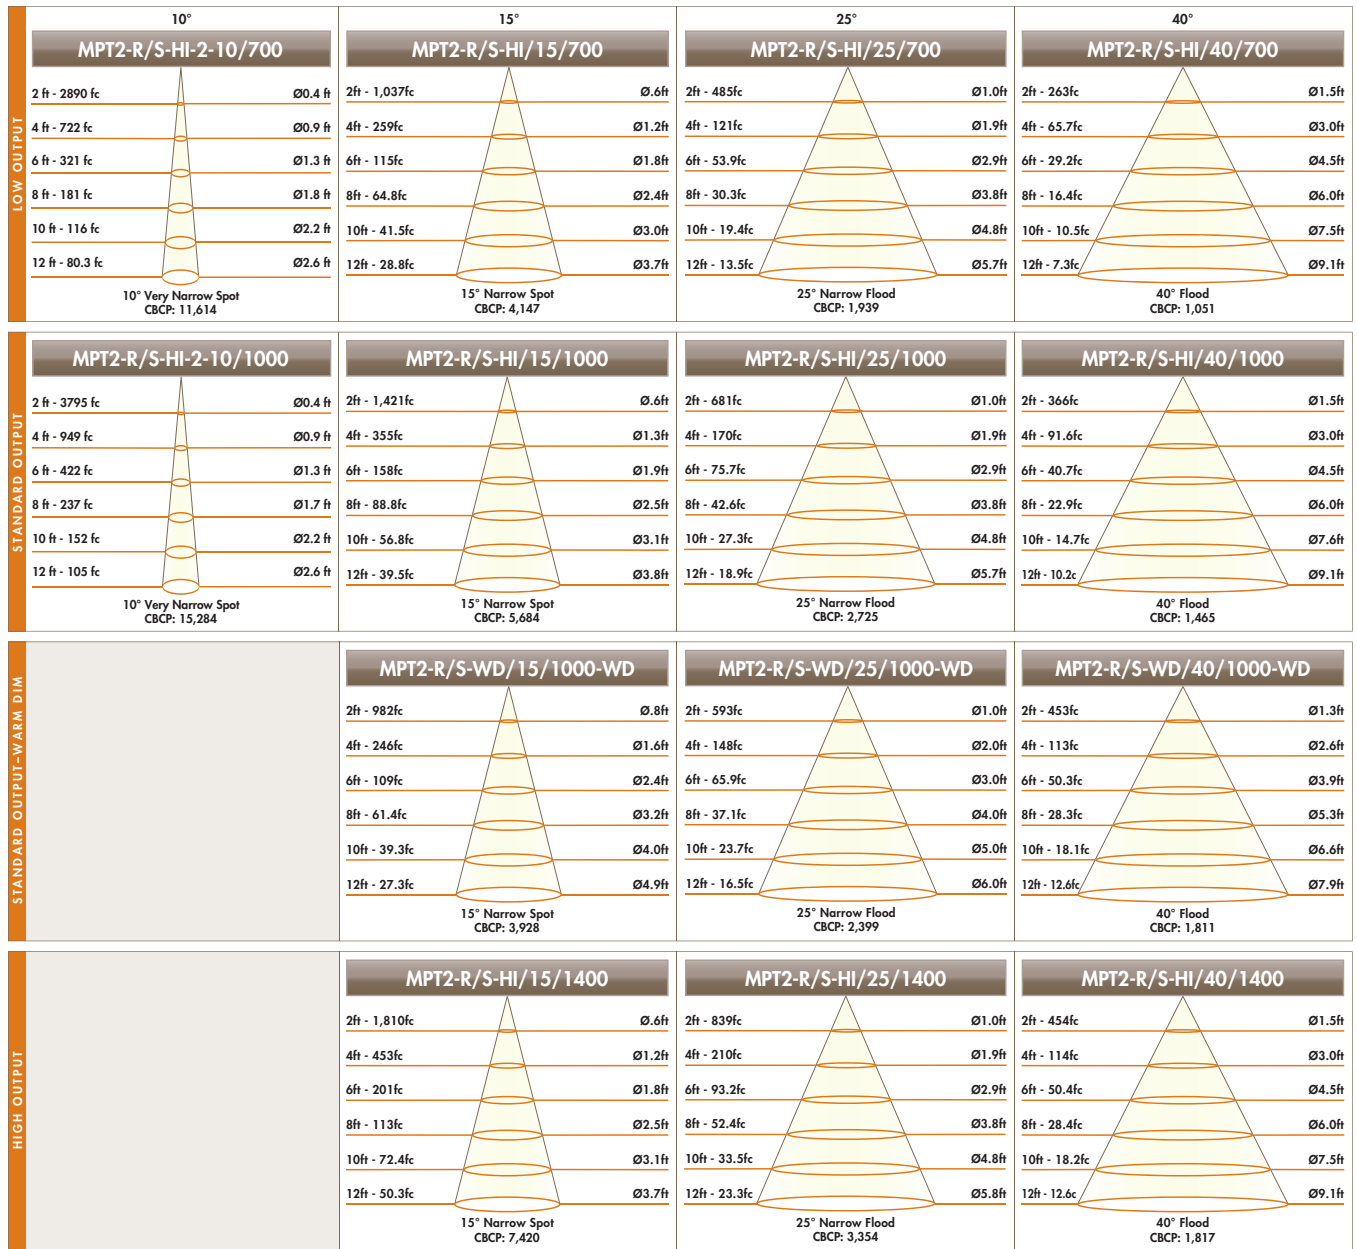 10°
15°
25°
40°
LOW OUTPUT
MPT2-R/S-HI-2-10/700
2 ft - 2890 fc Ø0.4 ft
4 ft - 722 fc Ø0.9 ft
6 ft - 321 fc Ø1.3 ft
8 ft - 181 fc Ø1.8 ft
10 ft - 116 fc Ø2.2 ft
12 ft - 80.3 fc Ø2.6 ft
10° Very Narrow Spot
CBCP: 11,614
MPT2-R/S-HI/15/700
2ft - 1,037fc Ø.6ft
4ft - 259fc Ø1.2ft
6ft - 115fc Ø1.8ft
8ft - 64.8fc Ø2.4ft
10ft - 41.5fc Ø3.0ft
12ft - 28.8fc Ø3.7ft
15° Narrow Spot
CBCP: 4,147
MPT2-R/S-HI/25/700
2ft - 485fc Ø1.0ft
4ft - 121fc Ø1.9ft
6ft - 53.9fc Ø2.9ft
8ft - 30.3fc Ø3.8ft
10ft - 19.4fc Ø4.8ft
12ft - 13.5fc Ø5.7ft
25° Narrow Flood
CBCP: 1,939
MPT2-R/S-HI/40/700
2ft - 263fc Ø1.5ft
4ft - 65.7fc Ø3.0ft
6ft - 29.2fc Ø4.5ft
8ft - 16.4fc Ø6.0ft
10ft - 10.5fc Ø7.5ft
12ft - 7.3fc Ø9.1ft
40° Flood
CBCP: 1,051
STANDARD OUTPUT
MPT2-R/S-HI-2-10/1000
2 ft - 3795 fc Ø0.4 ft
4 ft - 949 fc Ø0.9 ft
6 ft - 422 fc Ø1.3 ft
8 ft - 237 fc Ø1.7 ft
10 ft - 152 fc Ø2.2 ft
12 ft - 105 fc Ø2.6 ft
10° Very Narrow Spot
CBCP: 15,284
MPT2-R/S-HI/15/1000
2ft - 1,421fc Ø.6ft
4ft - 355fc Ø1.3ft
6ft - 158fc Ø1.9ft
8ft - 88.8fc Ø2.5ft
10ft - 56.8fc Ø3.1ft
12ft - 39.5fc Ø3.8ft
15° Narrow Spot
CBCP: 5,684
MPT2-R/S-HI/25/1000
2ft - 681fc Ø1.0ft
4ft - 170fc Ø1.9ft
6ft - 75.7fc Ø2.9ft
8ft - 42.6fc Ø3.8ft
10ft - 27.3fc Ø4.8ft
12ft - 18.9fc Ø5.7ft
25° Narrow Flood
CBCP: 2,725
MPT2-R/S-HI/40/1000
2ft - 366fc Ø1.5ft
4ft - 91.6fc Ø3.0ft
6ft - 40.7fc Ø4.5ft
8ft - 22.9fc Ø6.0ft
10ft - 14.7fc Ø7.6ft
12ft - 10.2c Ø9.1ft
40° Flood
CBCP: 1,465
STANDARD OUTPUT–WARM DIM
MPT2-R/S-WD/15/1000-WD
2ft - 982fc Ø.8ft
4ft - 246fc Ø1.6ft
6ft - 109fc Ø2.4ft
8ft - 61.4fc Ø3.2ft
10ft - 39.3fc Ø4.0ft
12ft - 27.3fc Ø4.9ft
15° Narrow Spot
CBCP: 3,928
MPT2-R/S-WD/25/1000-WD
2ft - 593fc Ø1.0ft
4ft - 148fc Ø2.0ft
6ft - 65.9fc Ø3.0ft
8ft - 37.1fc Ø4.0ft
10ft - 23.7fc Ø5.0ft
12ft - 16.5fc Ø6.0ft
25° Narrow Flood
CBCP: 2,399
MPT2-R/S-WD/40/1000-WD
2ft - 453fc Ø1.3ft
4ft - 113fc Ø2.6ft
6ft - 50.3fc Ø3.9ft
8ft - 28.3fc Ø5.3ft
10ft - 18.1fc Ø6.6ft
12ft - 12.6fc Ø7.9ft
40° Flood
CBCP: 1,811
HIGH OUTPUT
MPT2-R/S-HI/15/1400
2ft - 1,810fc Ø.6ft
4ft - 453fc Ø1.2ft
6ft - 201fc Ø1.8ft
8ft - 113fc Ø2.5ft
10ft - 72.4fc Ø3.1ft
12ft - 50.3fc Ø3.7ft
15° Narrow Spot
CBCP: 7,420
MPT2-R/S-HI/25/1400
2ft - 839fc Ø1.0ft
4ft - 210fc Ø1.9ft
6ft - 93.2fc Ø2.9ft
8ft - 52.4fc Ø3.8ft
10ft - 33.5fc Ø4.8ft
12ft - 23.3fc Ø5.8ft
25° Narrow Flood
CBCP: 3,354
MPT2-R/S-HI/40/1400
2ft - 454fc Ø1.5ft
4ft - 114fc Ø3.0ft
6ft - 50.4fc Ø4.5ft
8ft - 28.4fc Ø6.0ft
10ft - 18.2fc Ø7.5ft
12ft - 12.6c Ø9.1ft
40° Flood
CBCP: 1,817